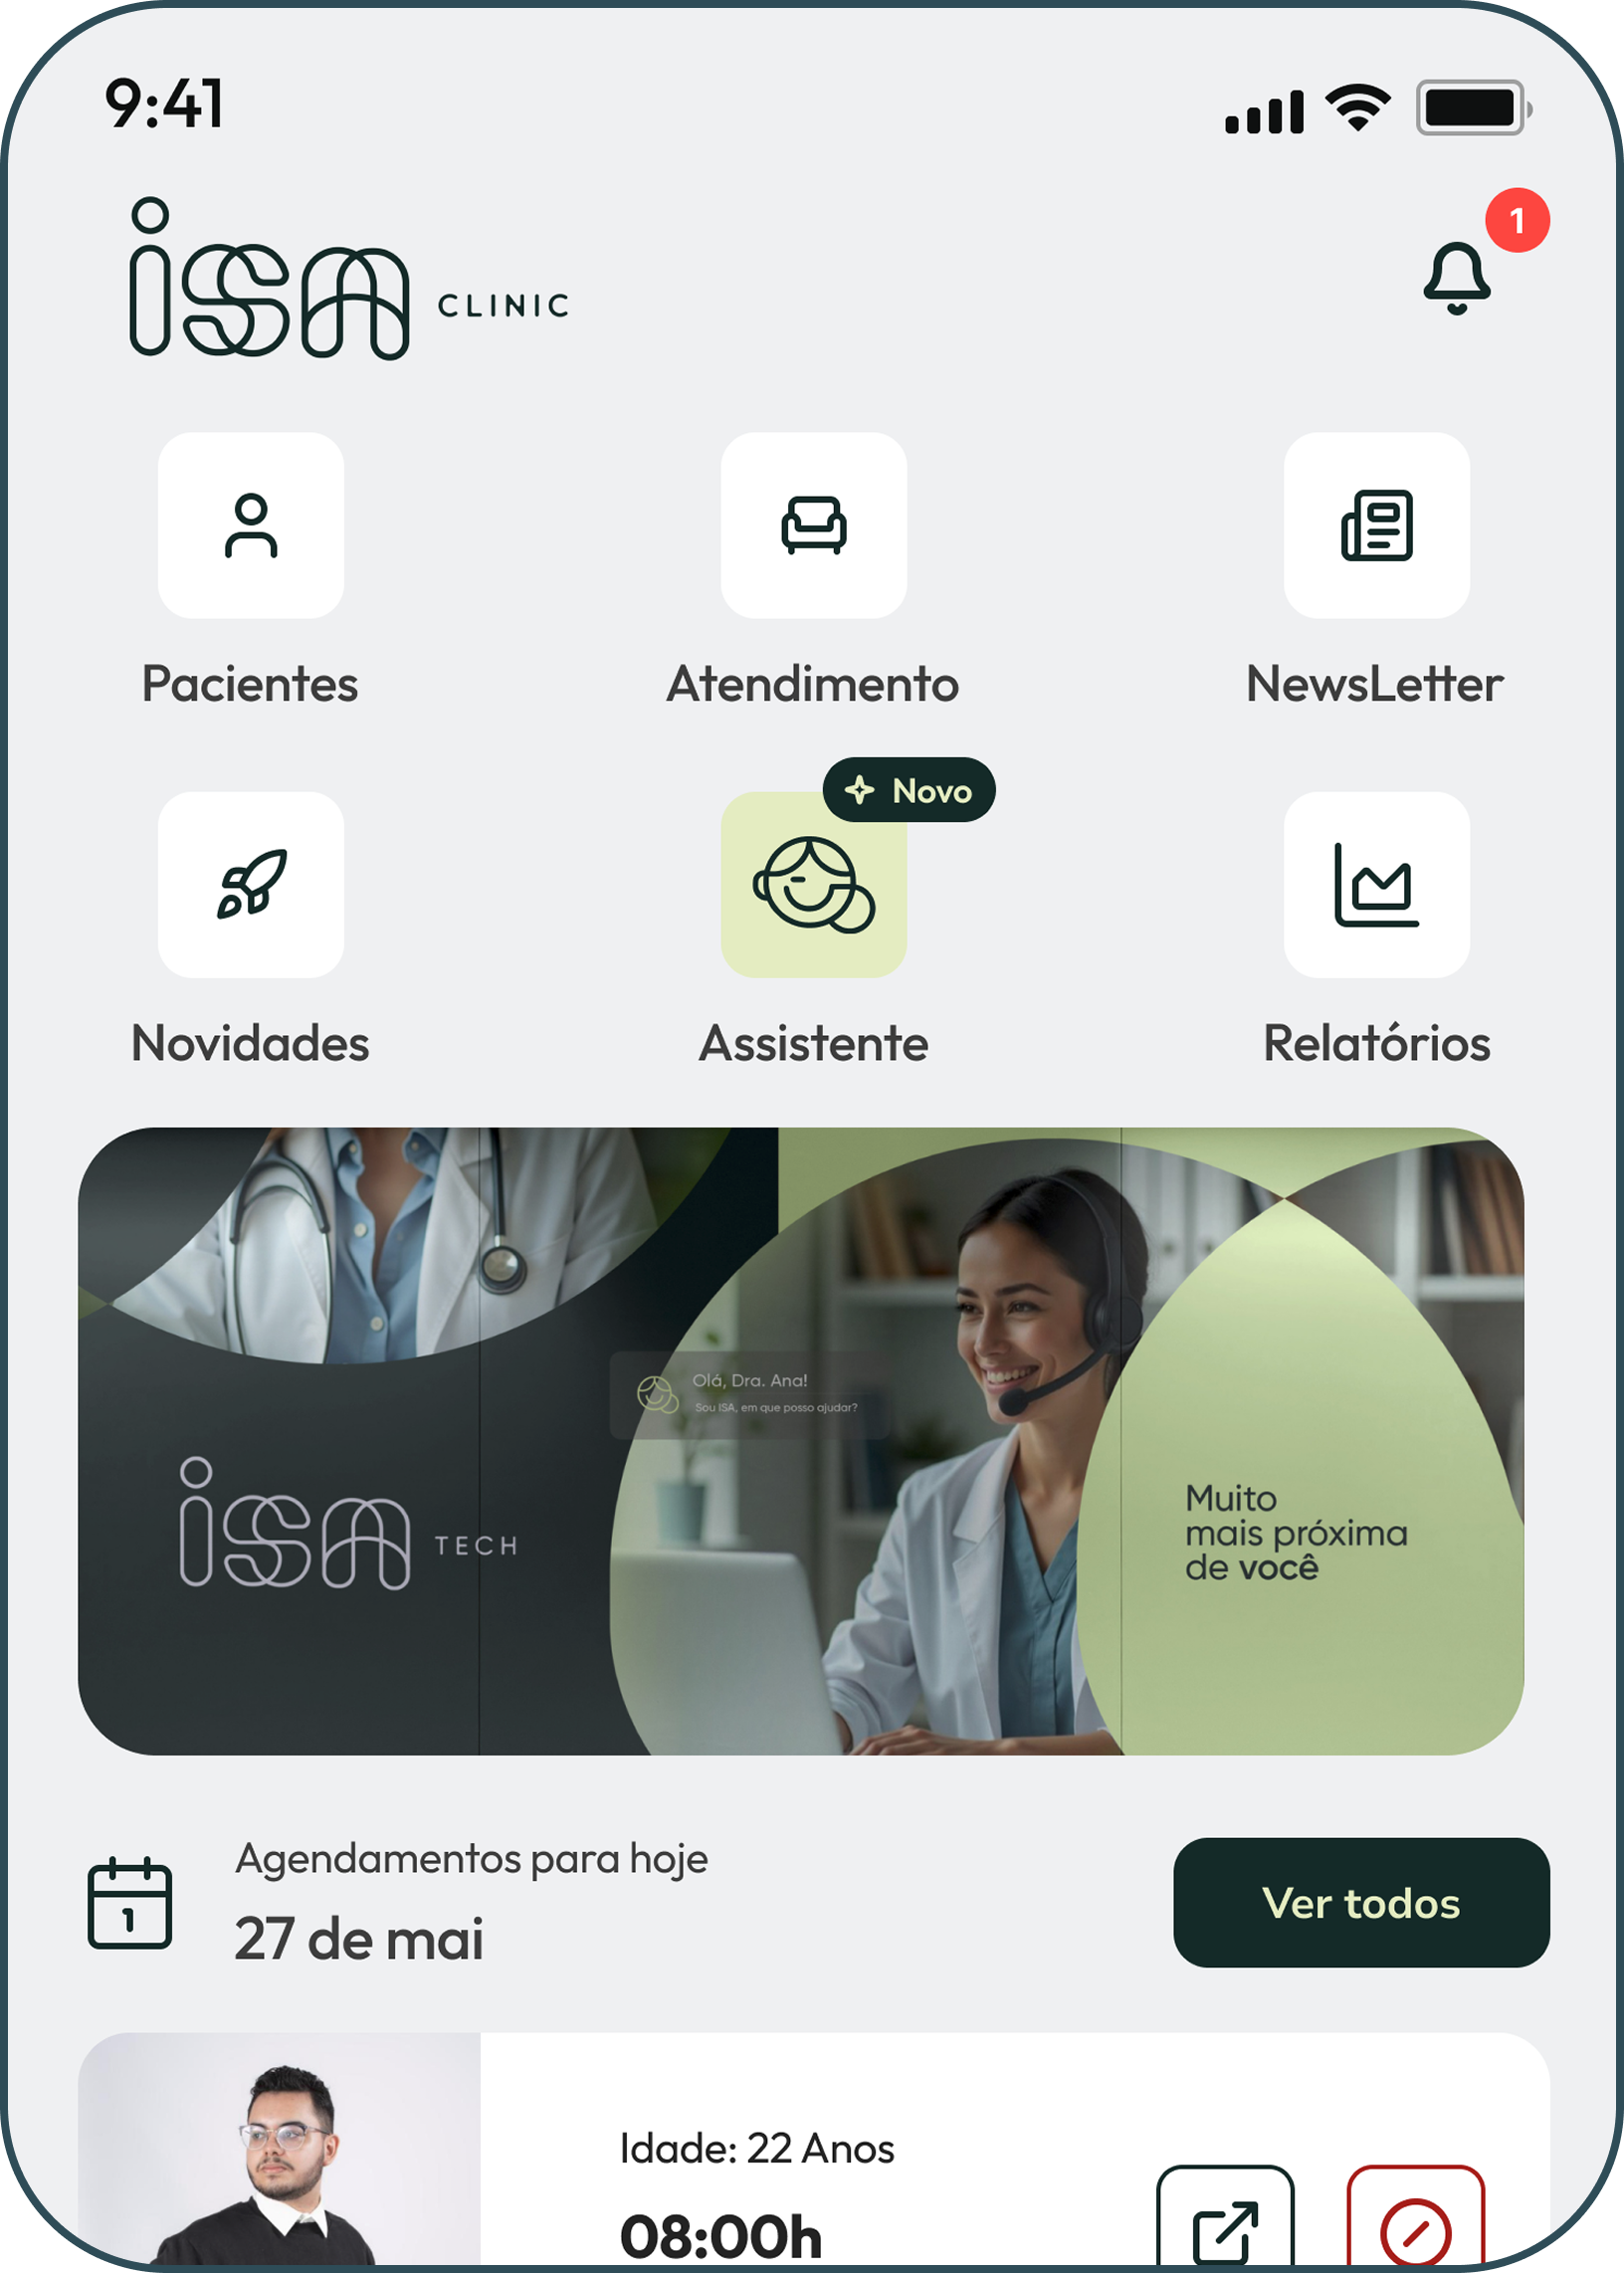 9:41
1
isa CLINIC
Pacientes
Atendimento
NewsLetter
Novo
Novidades
Assistente
Relatórios
Olá, Dra. Ana!
Sou ISA, em que posso ajudar?
isa TECH
Muito
mais próxima
de você
Agendamentos para hoje
1
27 de mai
Ver todos
Idade: 22 Anos
08:00h